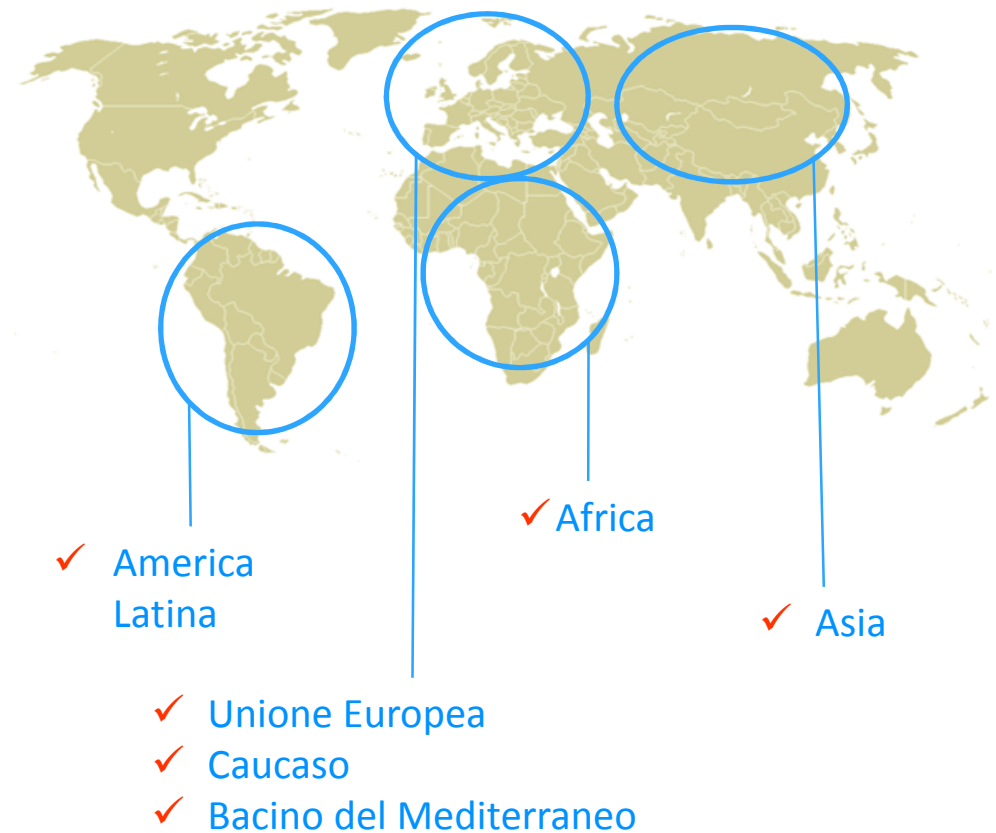 ✓ Africa
✓ America
Latina
✓ Asia
✓ Unione Europea
✓ Caucaso
✓ Bacino del Mediterraneo